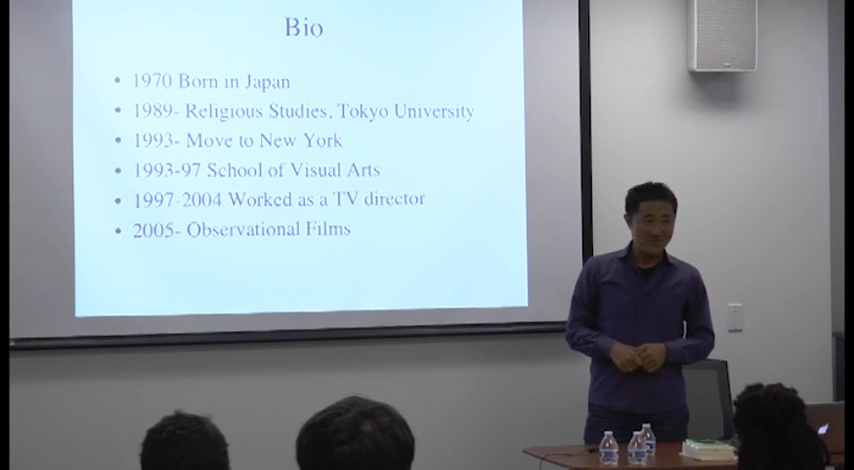 Bio
• 1970 Born in Japan
• 1989- Religious Studies, Tokyo University
• 1993- Move to New York
• 1993-97 School of Visual Arts
• 1997-2004 Worked as a TV director
• 2005- Observational Films